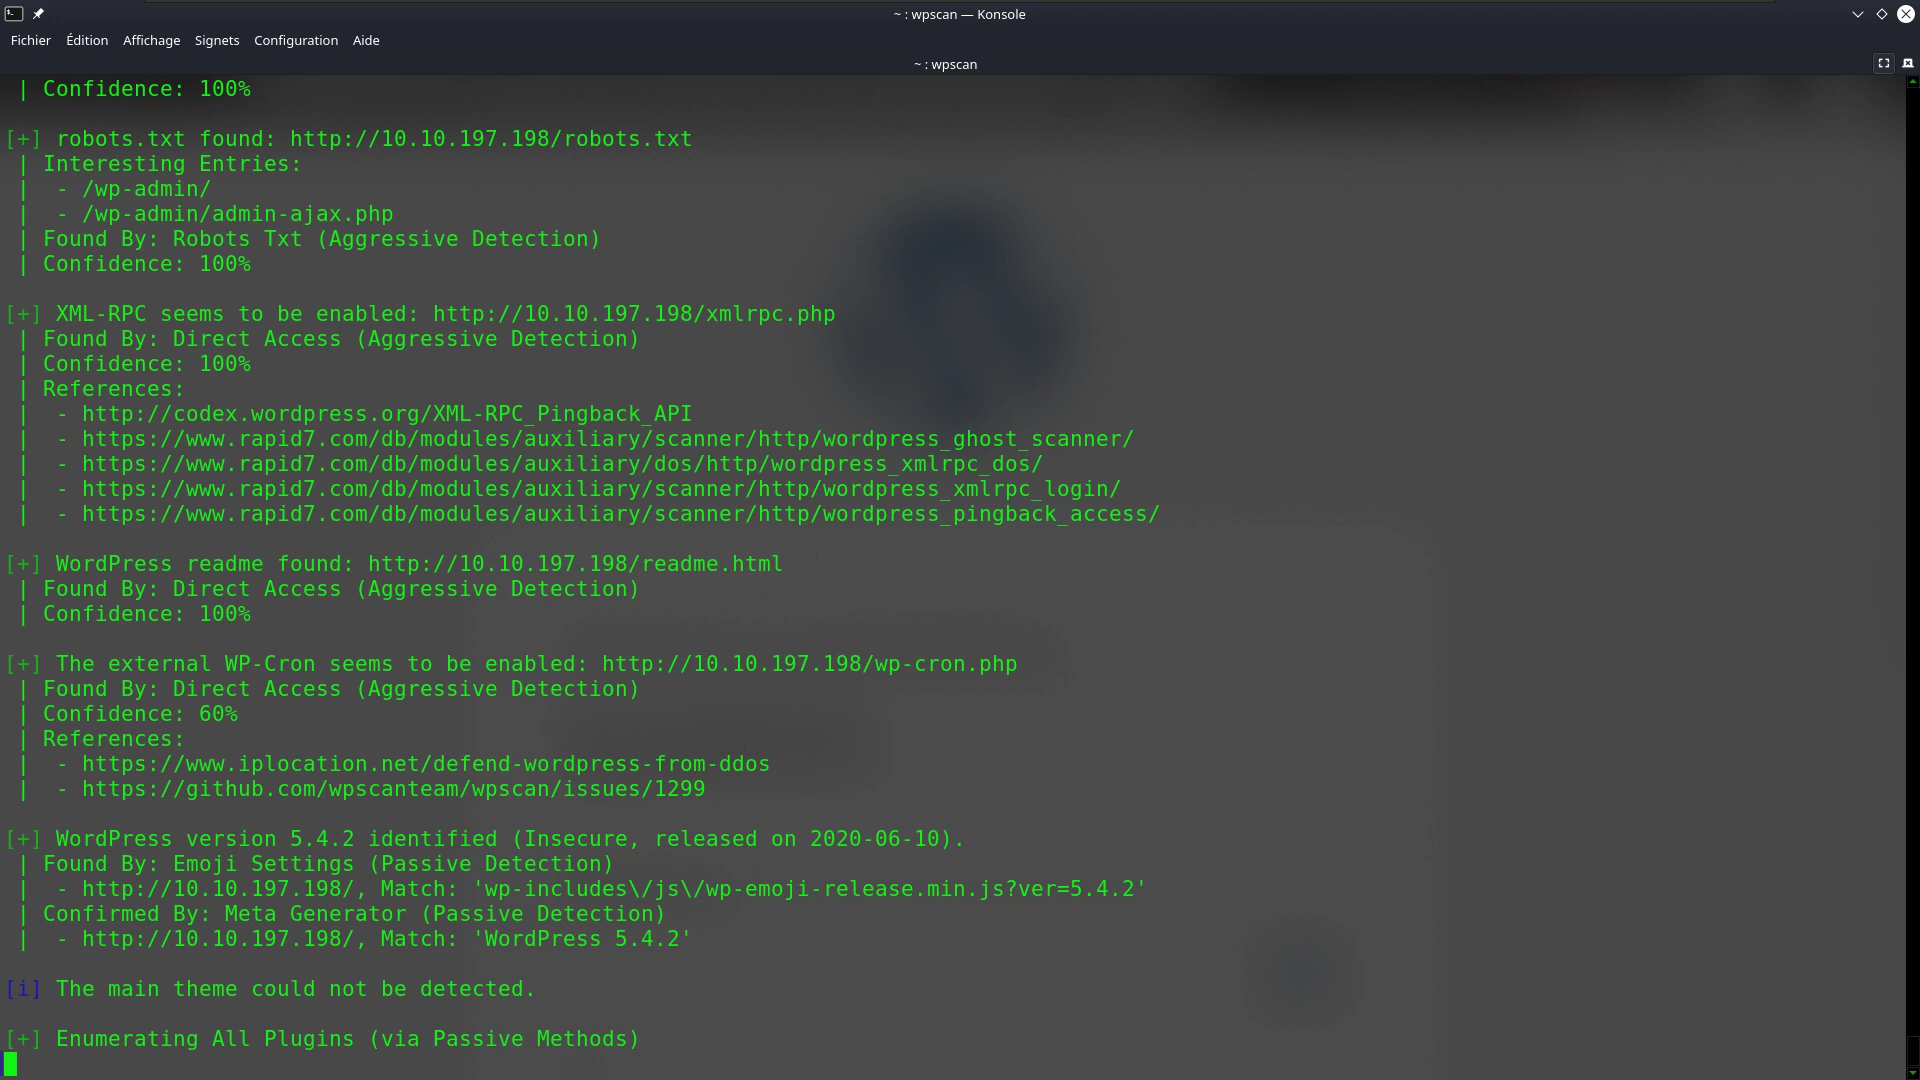 ~ : wpscan — Konsole
Fichier Édition Affichage Signets Configuration Aide
~ : wpscan
| Confidence: 100%
[+] robots.txt found: http://10.10.197.198/robots.txt
| Interesting Entries:
|  - /wp-admin/
|  - /wp-admin/admin-ajax.php
| Found By: Robots Txt (Aggressive Detection)
| Confidence: 100%
[+] XML-RPC seems to be enabled: http://10.10.197.198/xmlrpc.php
| Found By: Direct Access (Aggressive Detection)
| Confidence: 100%
| References:
|  - http://codex.wordpress.org/XML-RPC_Pingback_API
|  - https://www.rapid7.com/db/modules/auxiliary/scanner/http/wordpress_ghost_scanner/
|  - https://www.rapid7.com/db/modules/auxiliary/dos/http/wordpress_xmlrpc_dos/
|  - https://www.rapid7.com/db/modules/auxiliary/scanner/http/wordpress_xmlrpc_login/
|  - https://www.rapid7.com/db/modules/auxiliary/scanner/http/wordpress_pingback_access/
[+] WordPress readme found: http://10.10.197.198/readme.html
| Found By: Direct Access (Aggressive Detection)
| Confidence: 100%
[+] The external WP-Cron seems to be enabled: http://10.10.197.198/wp-cron.php
| Found By: Direct Access (Aggressive Detection)
| Confidence: 60%
| References:
|  - https://www.iplocation.net/defend-wordpress-from-ddos
|  - https://github.com/wpscanteam/wpscan/issues/1299
[+] WordPress version 5.4.2 identified (Insecure, released on 2020-06-10).
| Found By: Emoji Settings (Passive Detection)
|  - http://10.10.197.198/, Match: 'wp-includes\/js\/wp-emoji-release.min.js?ver=5.4.2'
| Confirmed By: Meta Generator (Passive Detection)
|  - http://10.10.197.198/, Match: 'WordPress 5.4.2'
[i] The main theme could not be detected.
[+] Enumerating All Plugins (via Passive Methods)